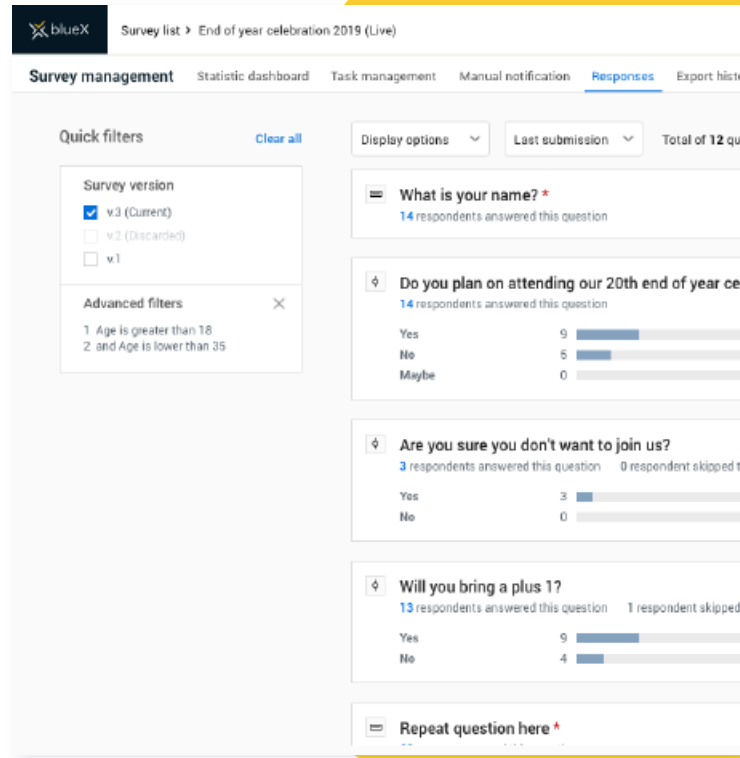 blueX
Survey list > End of year celebration 2019 (Live)
Survey management Statistic dashboard Task management Manual notification Responses Export histo
Quick filters Clear all
Display options Last submission Total of 12 qu
Survey version
v.3 (Current)
v.2 (Discarded)
v.1
Advanced filters
1 Age is greater than 18
2 and Age is lower than 35
What is your name? *
14 respondents answered this question
Do you plan on attending our 20th end of year ce
14 respondents answered this question
Yes 9
No 5
Maybe 0
Are you sure you don't want to join us?
3 respondents answered this question 0 respondent skipped t
Yes 3
No 0
Will you bring a plus 1?
13 respondents answered this question 1 respondent skipped
Yes 9
No 4
Repeat question here *